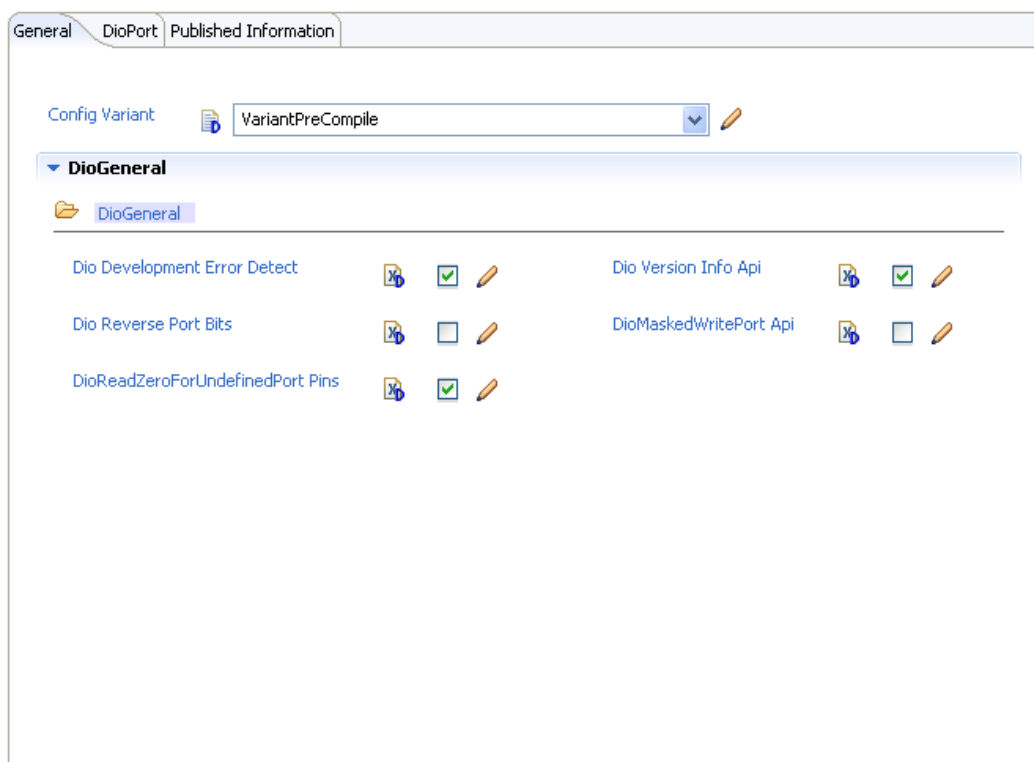 General DioPort Published Information
Config Variant VariantPreCompile
DioGeneral
DioGeneral
Dio Development Error Detect Dio Version Info Api
Dio Reverse Port Bits DioMaskedWritePort Api
DioReadZeroForUndefinedPort Pins